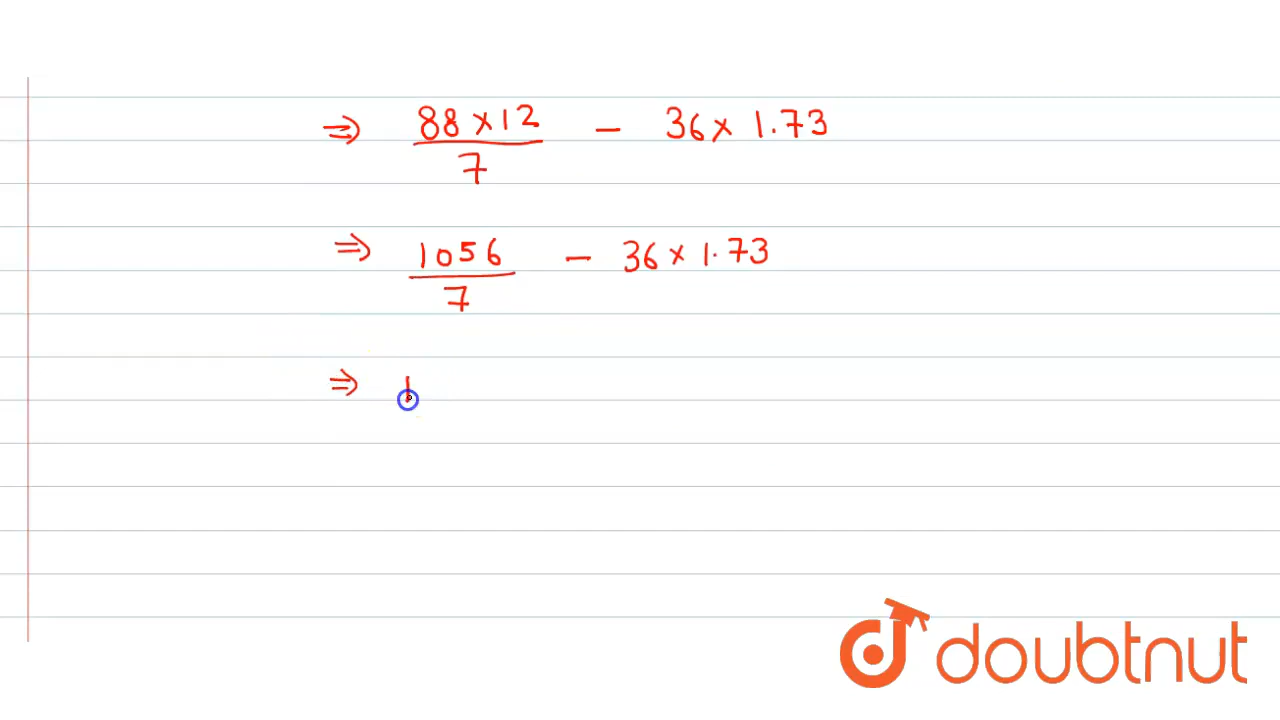 ⇒ 88 × 12 / 7 − 36 × 1.73
⇒ 1056 / 7 − 36 × 1.73
⇒ 1
doubtnut